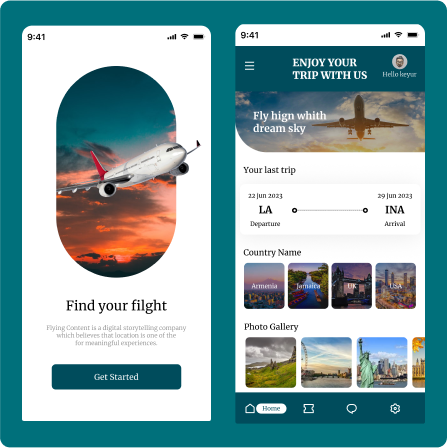 9:41
Find your filght
Flying Content is a digital storytelling company
which believes that location is one of the
for meaningful experiences.
Get Started
9:41
ENJOY YOUR
TRIP WITH US
Hello keyur
Fly hign whith
dream sky
Your last trip
22 jun 2023
29 jun 2023
LA
INA
Departure
Arrival
Country Name
Armenia
Jamaica
UK
USA
Photo Gallery
Home